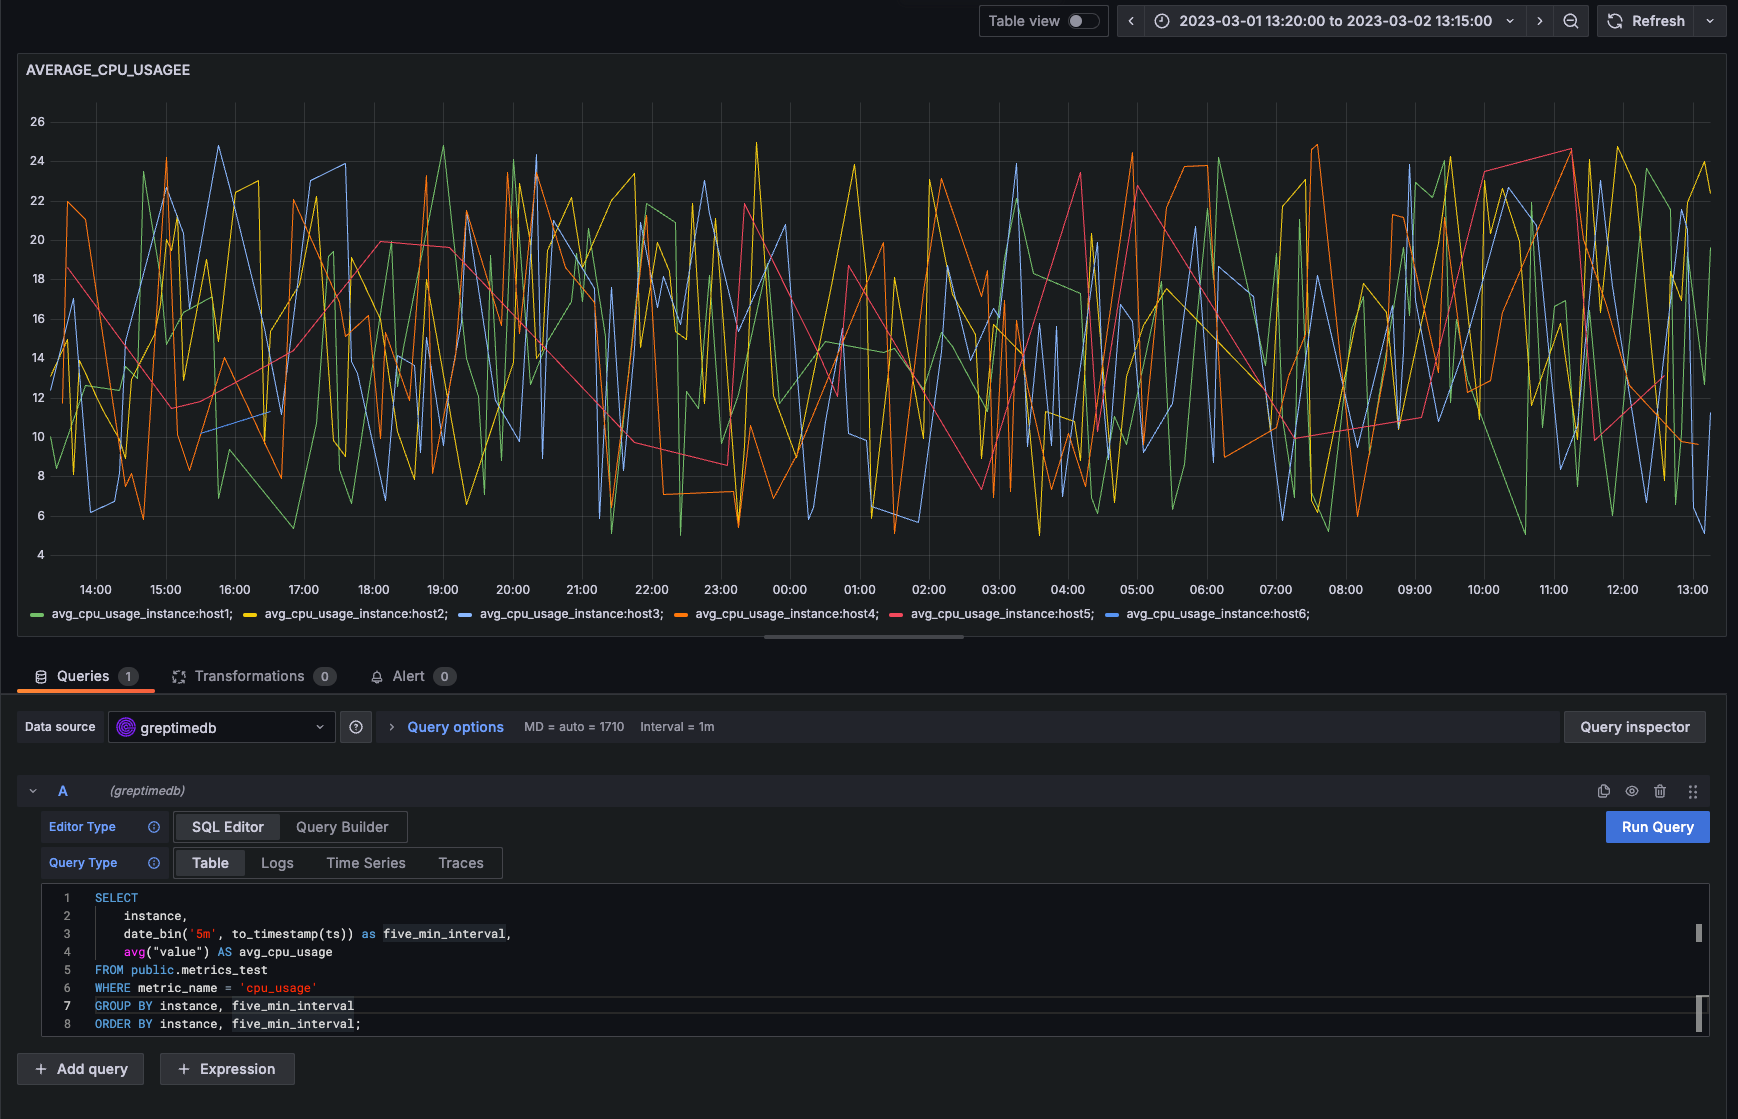 Table view
2023-03-01 13:20:00 to 2023-03-02 13:15:00
Refresh
AVERAGE_CPU_USAGEE
26
24
22
20
18
16
14
12
10
8
6
4
14:00 15:00 16:00 17:00 18:00 19:00 20:00 21:00 22:00 23:00 00:00 01:00 02:00 03:00 04:00 05:00 06:00 07:00 08:00 09:00 10:00 11:00 12:00 13:00
avg_cpu_usage_instance:host1; avg_cpu_usage_instance:host2; avg_cpu_usage_instance:host3; avg_cpu_usage_instance:host4; avg_cpu_usage_instance:host5; avg_cpu_usage_instance:host6;
Queries 1 Transformations 0 Alert 0
Data source greptimedb Query options MD = auto = 1710 Interval = 1m Query inspector
A (greptimedb)
Editor Type SQL Editor Query Builder Run Query
Query Type Table Logs Time Series Traces
1 SELECT
2 instance,
3 date_bin('5m', to_timestamp(ts)) as five_min_interval,
4 avg("value") AS avg_cpu_usage
5 FROM public.metrics_test
6 WHERE metric_name = 'cpu_usage'
7 GROUP BY instance, five_min_interval
8 ORDER BY instance, five_min_interval;
+ Add query + Expression